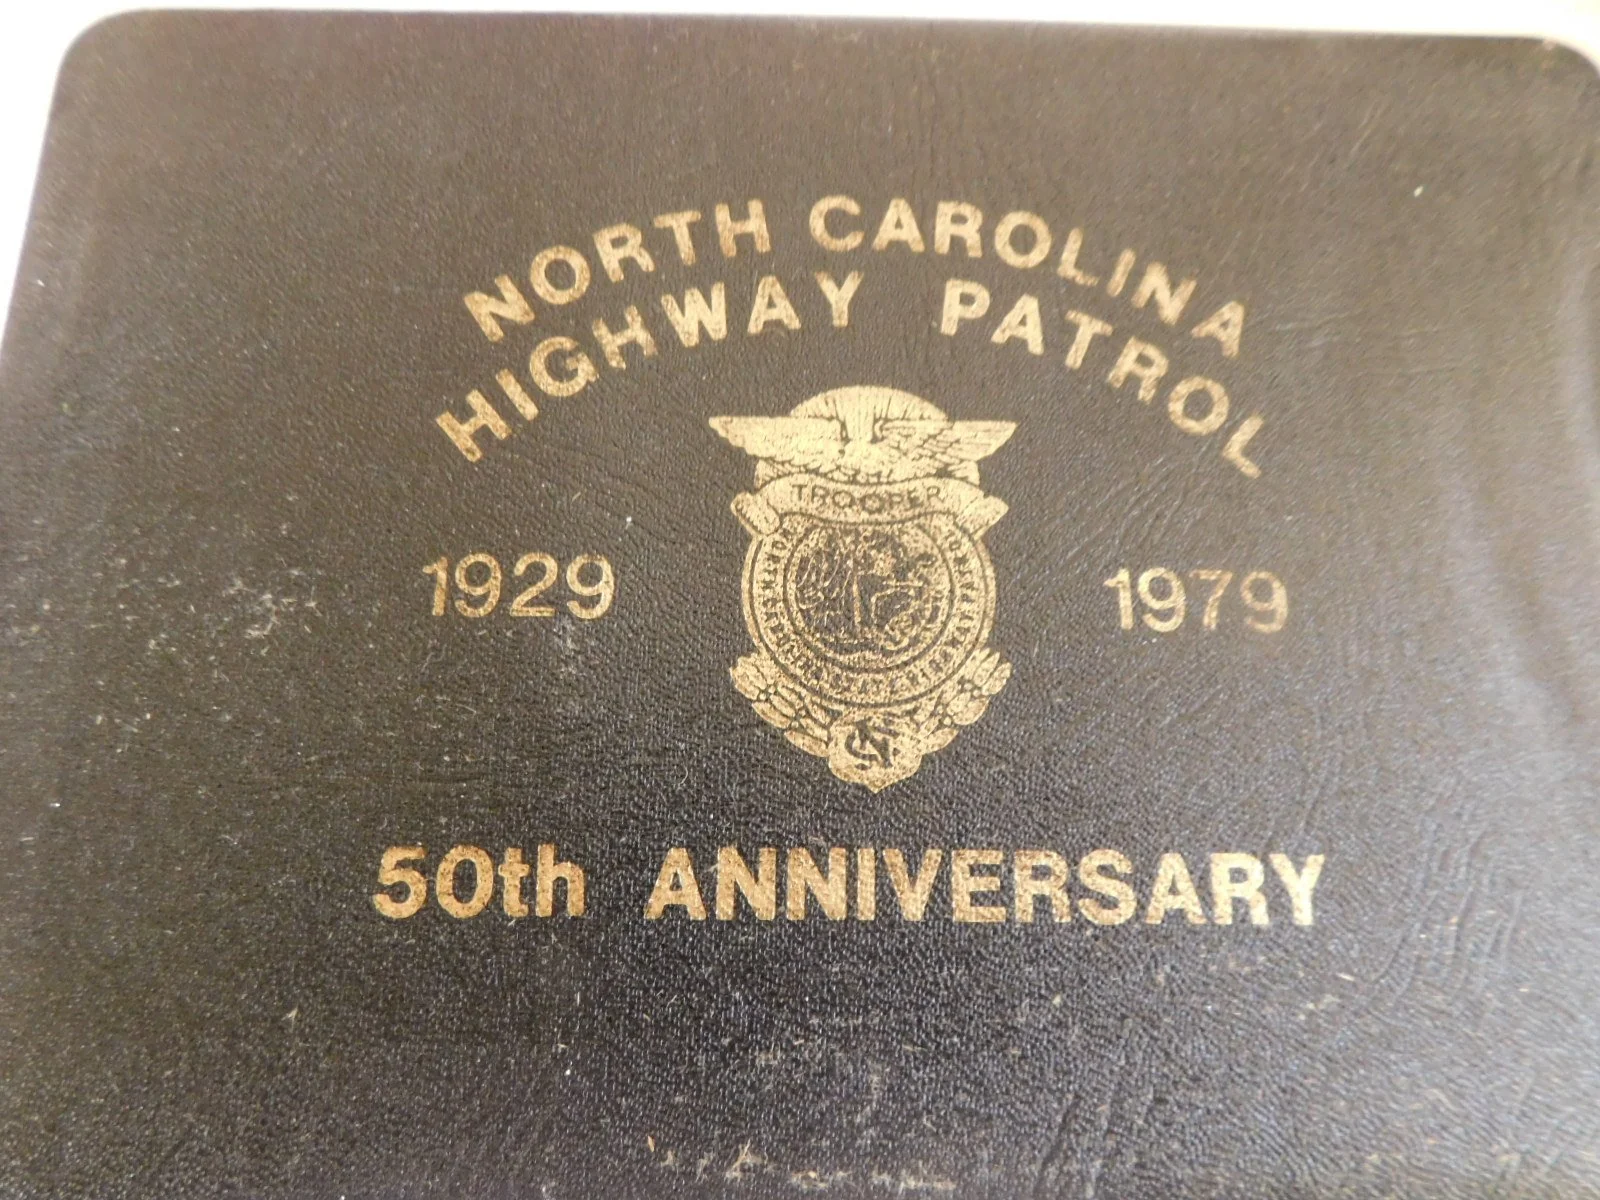 NORTH CAROLINA
HIGHWAY PATROL
TROOPER
1929 1979
50th ANNIVERSARY